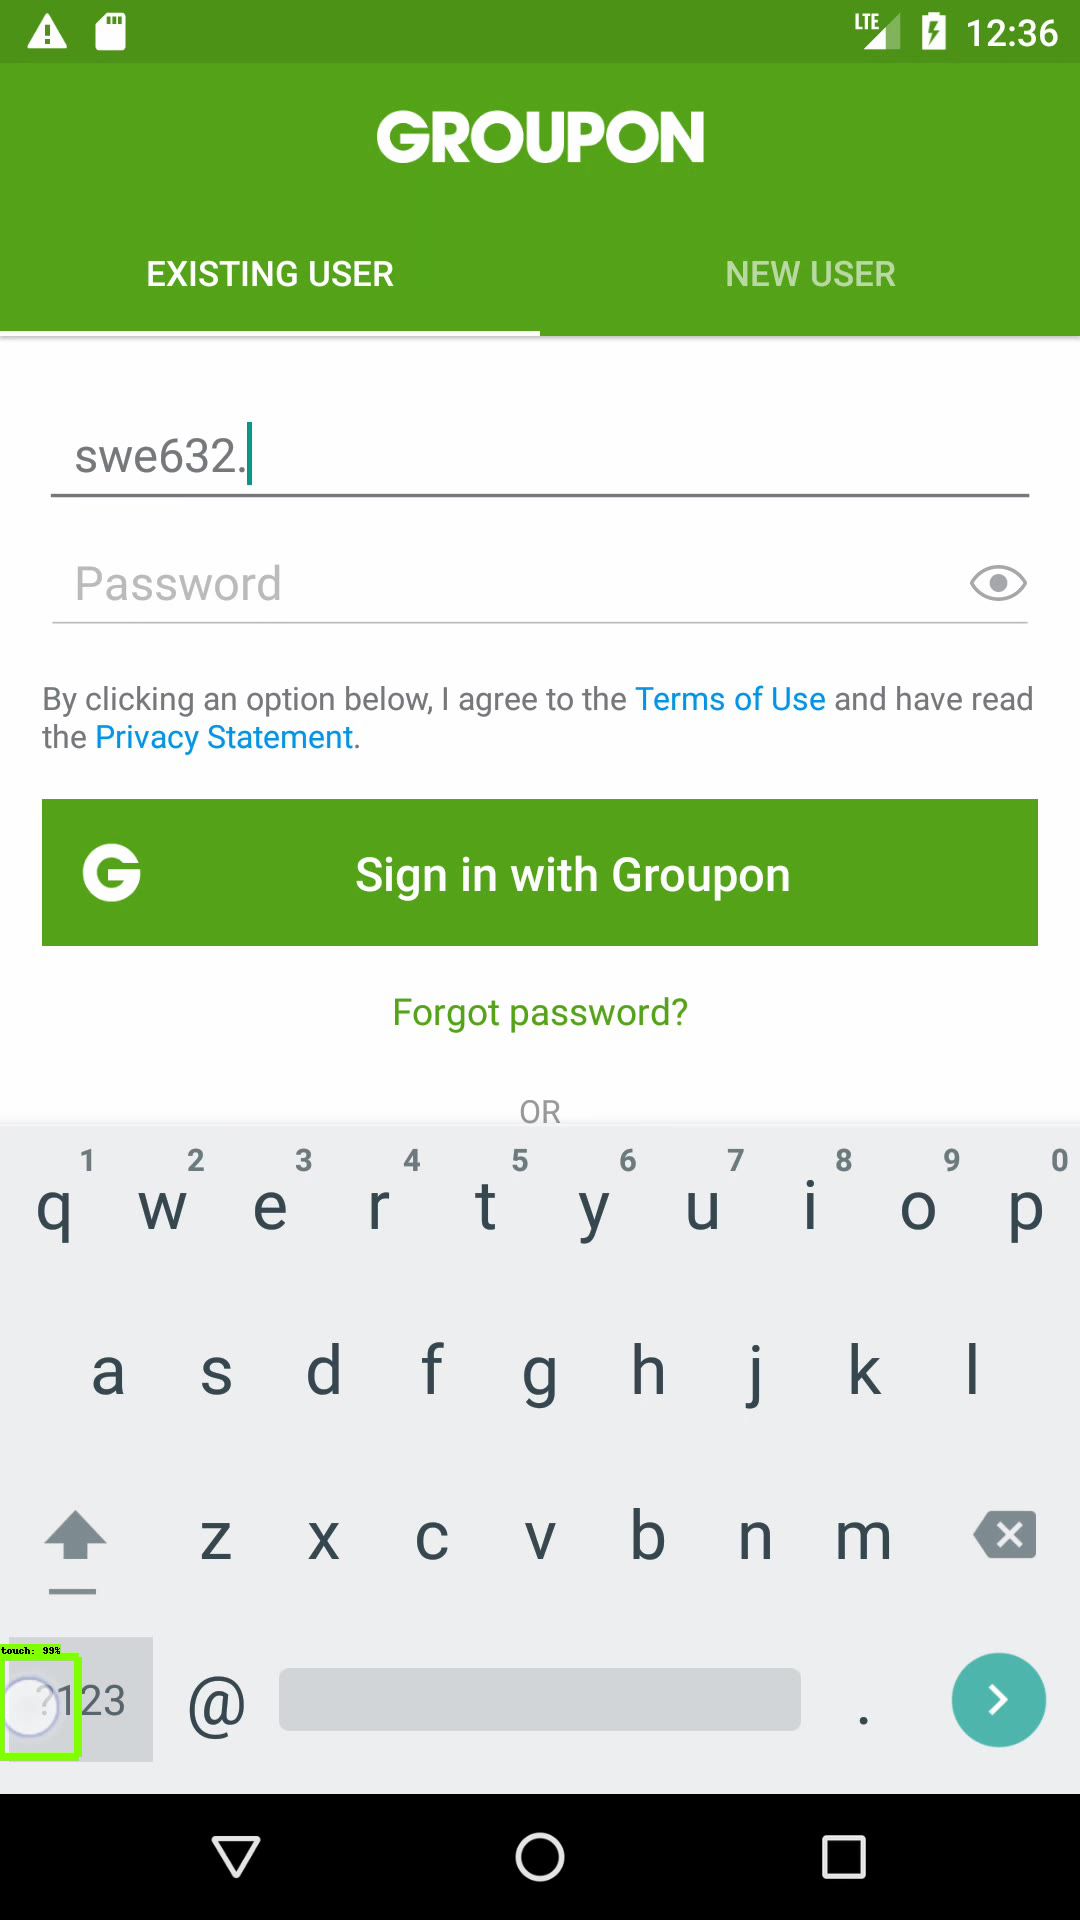 LTE 12:36
GROUPON
EXISTING USER NEW USER
swe632.
Password
By clicking an option below, I agree to the Terms of Use and have read
the Privacy Statement.
G Sign in with Groupon
Forgot password?
OR
1 2 3 4 5 6 7 8 9 0
q w e r t y u i o p
a s d f g h j k l
z x c v b n m
touch: 99%
?123 @ .